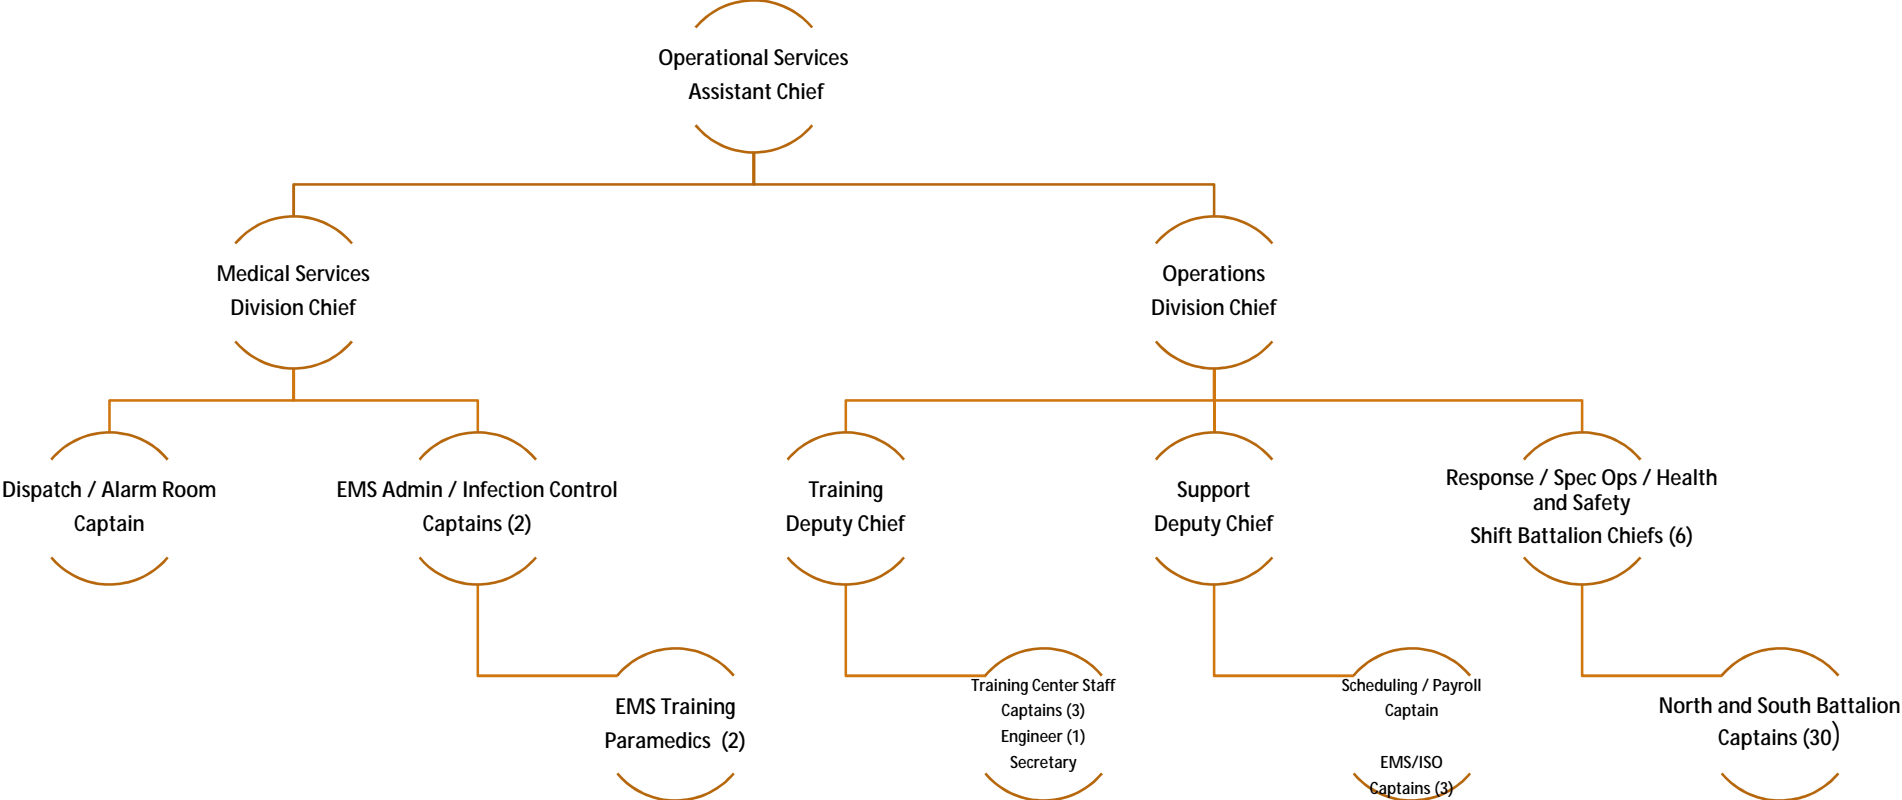 Operational Services
Assistant Chief
Medical Services
Division Chief
Operations
Division Chief
Dispatch / Alarm Room
Captain
EMS Admin / Infection Control
Captains (2)
Training
Deputy Chief
Support
Deputy Chief
Response / Spec Ops / Health
and Safety
Shift Battalion Chiefs (6)
EMS Training
Paramedics (2)
Training Center Staff
Captains (3)
Engineer (1)
Secretary
Scheduling / Payroll
Captain
EMS/ISO
Captains (3)
North and South Battalion
Captains (30)